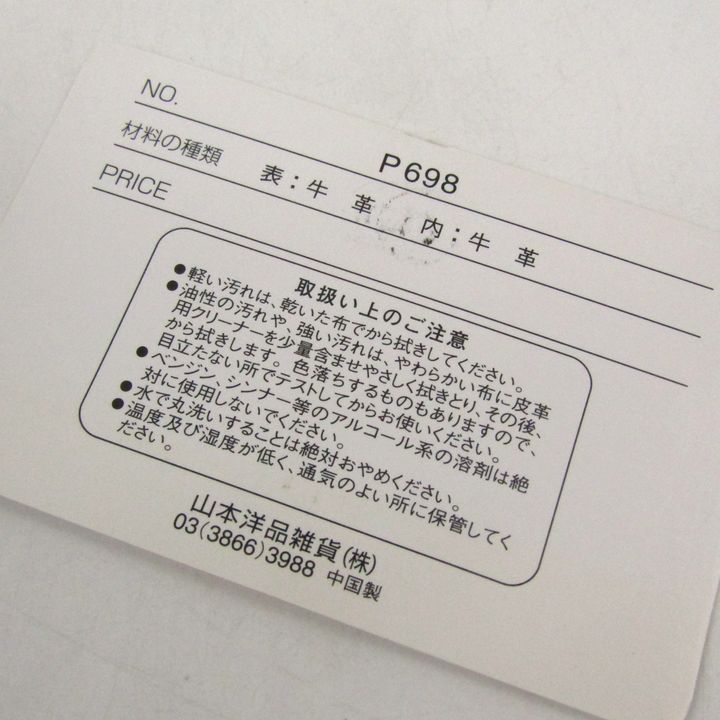 NO. P698
材料の種類 表:牛 革 内:牛 革
PRICE
取扱い上のご注意
●軽い汚れは、乾いた布でから拭きしてください。
●油性の汚れや、強い汚れは、やわらかい布に皮革
用クリーナーを少量含ませやさしく拭きとり、その後、
から拭きします。色落ちするものもありますので、
目立たない所でテストしてからお使いください。
●ベンジン、シンナー等のアルコール系の溶剤は絶
対に使用しないでください。
●水で丸洗いすることは絶対おやめください。
●温度及び湿度が低く、通気のよい所に保管してく
ださい。
山本洋品雑貨(株)
03(3866)3988 中国製